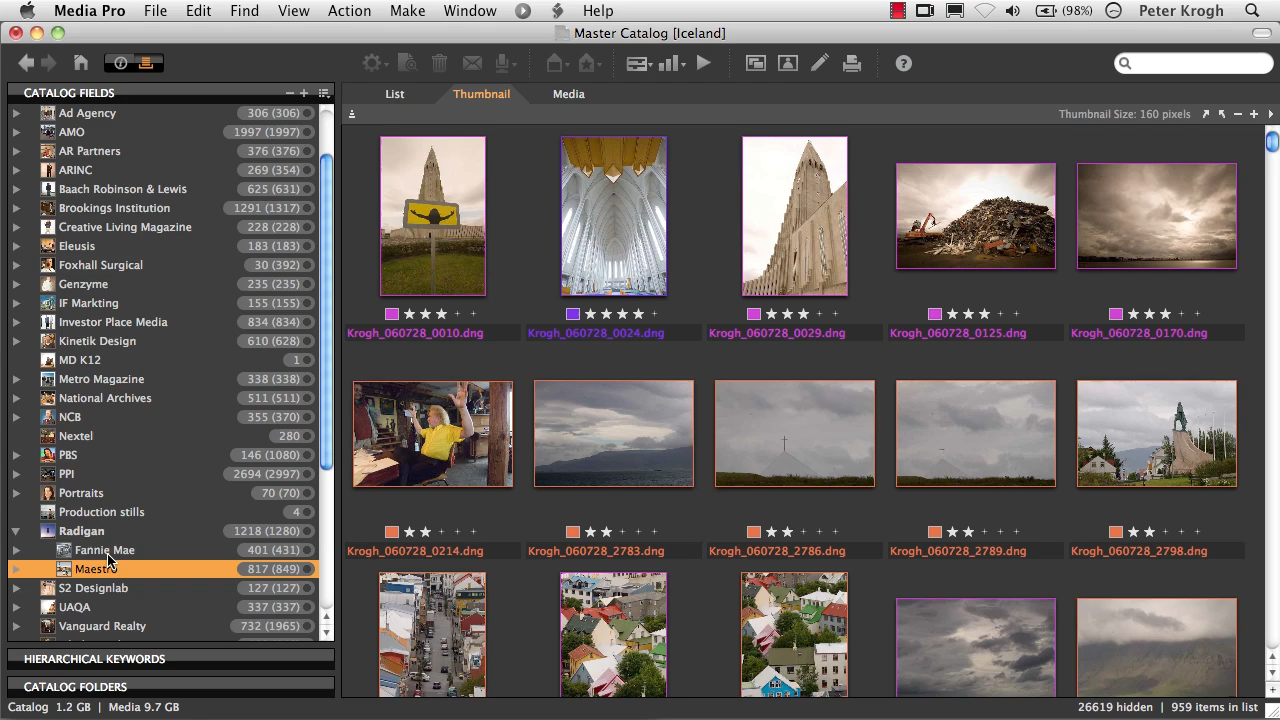 Media Pro File Edit Find View Action Make Window Help (98%) Peter Krogh
Master Catalog [Iceland]
CATALOG FIELDS
List Thumbnail Media
Thumbnail Size: 160 pixels
Ad Agency 306 (306)
AMO 1997 (1997)
AR Partners 376 (376)
ARINC 269 (354)
Baach Robinson & Lewis 625 (631)
Brookings Institution 1291 (1317)
Creative Living Magazine 228 (228)
Eleusis 183 (183)
Foxhall Surgical 30 (392)
Genzyme 235 (235)
IF Markting 155 (155)
Investor Place Media 834 (834)
Kinetik Design 610 (628)
MD K12 1
Metro Magazine 338 (338)
National Archives 511 (511)
NCB 355 (370)
Nextel 280
PBS 146 (1080)
PPI 2694 (2997)
Portraits 70 (70)
Production stills 4
Radigan 1218 (1280)
Fannie Mae 401 (431)
817 (849)
S2 Designlab 127 (127)
UAQA 337 (337)
Vanguard Realty 732 (1965)
HIERARCHICAL KEYWORDS
CATALOG FOLDERS
Krogh_060728_0010.dng Krogh_060728_0024.dng Krogh_060728_0029.dng Krogh_060728_0125.dng Krogh_060728_0170.dng
Krogh_060728_0214.dng Krogh_060728_2783.dng Krogh_060728_2786.dng Krogh_060728_2789.dng Krogh_060728_2798.dng
Catalog 1.2 GB | Media 9.7 GB
26619 hidden | 959 items in list